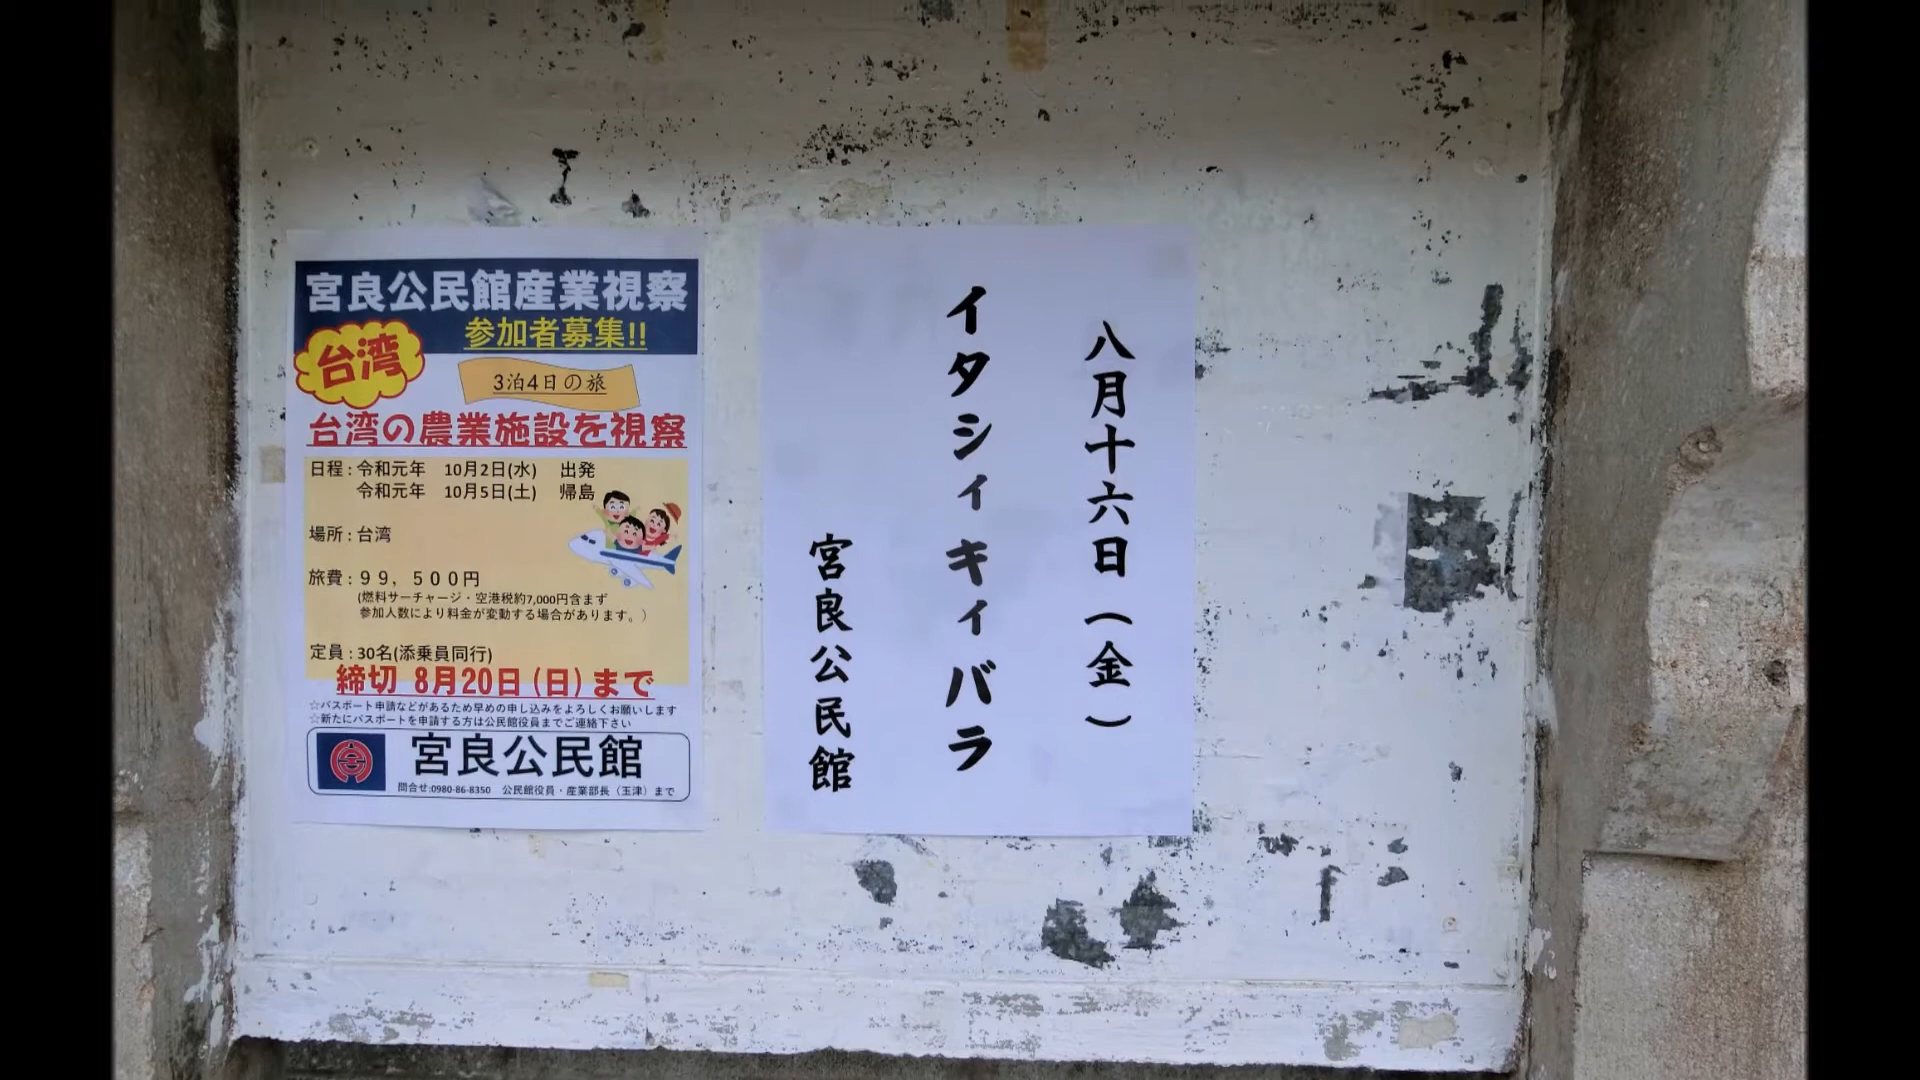 宮良公民館産業視察
参加者募集!!
台湾
3泊4日の旅
台湾の農業施設を視察
日程：令和元年 10月2日(水) 出発
令和元年 10月5日(土) 帰島
場所：台湾
旅費：９９，５００円
(燃料サーチャージ・空港税約7,000円含まず
参加人数により料金が変動する場合があります。）
定員：30名(添乗員同行)
締切 8月20日(日)まで
☆パスポート申請などがあるため早めの申し込みをよろしくお願いします
☆新たにパスポートを申請する方は公民館役員までご連絡下さい
宮良公民館
問合せ:0980-86-8350 公民館役員・産業部長（玉津）まで
八月十六日（金）
イタシィキィバラ
宮良公民館